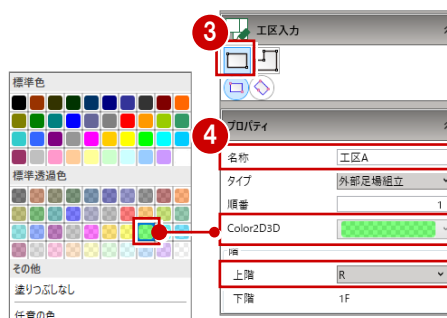 3
工区入力
標準色
4
プロパティ
名称 工区A
標準透過色
タイプ 外部足場組立
順番 1
Color2D3D
階
その他
上階 R
塗りつぶしなし
下階 1F
任意の色